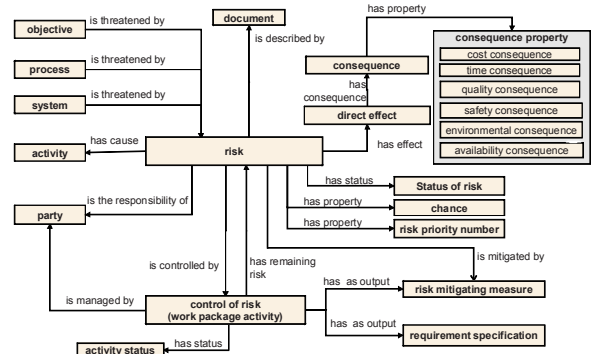 has property
document
objective
is threatened by
is described by
consequence property
cost consequence
time consequence
quality consequence
safety consequence
environmental consequence
availability consequence
process
is threatened by
consequence
has
consequence
system
is threatened by
direct effect
activity
has cause
risk
has effect
has status
Status of risk
is the responsibility of
has property
chance
party
has property
risk priority number
is controlled by
has remaining
risk
is mitigated by
has as output
risk mitigating measure
is managed by
control of risk
(work package activity)
has as output
requirement specification
has status
activity status